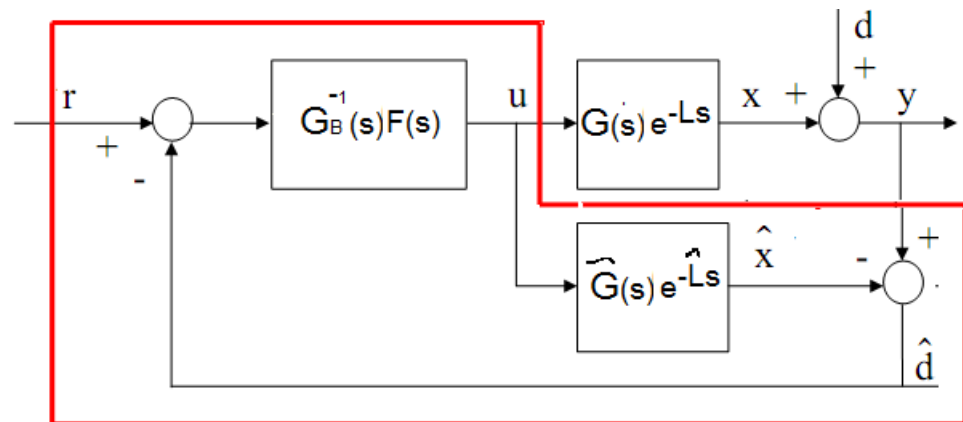 d
r
+
-
G_B^{-1}(s)F(s)
u
G(s)e^{-Ls}
x
+
+
y
Ĝ(s)e^{-L̂s}
x̂
-
+
d̂